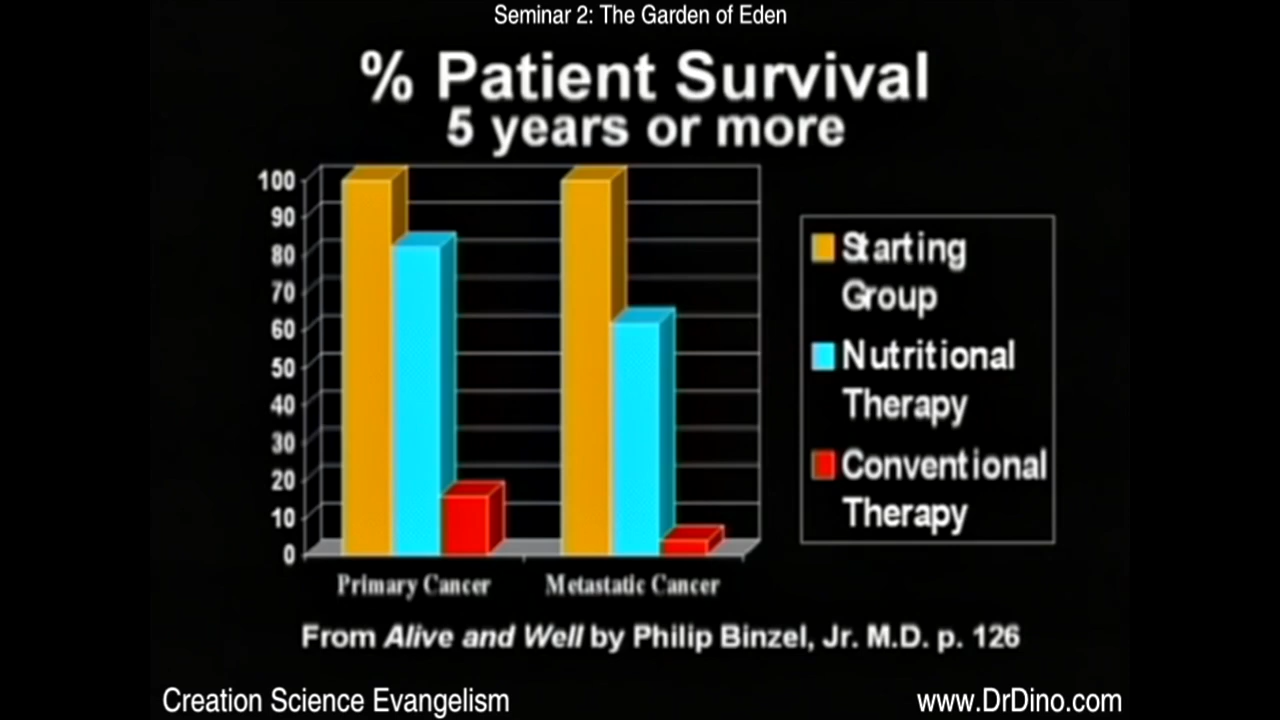 Seminar 2: The Garden of Eden
% Patient Survival
5 years or more
100
90
80
70
60
50
40
30
20
10
0
Primary Cancer
Metastatic Cancer
Starting
Group
Nutritional
Therapy
Conventional
Therapy
From Alive and Well by Philip Binzel, Jr. M.D. p. 126
Creation Science Evangelism
www.DrDino.com